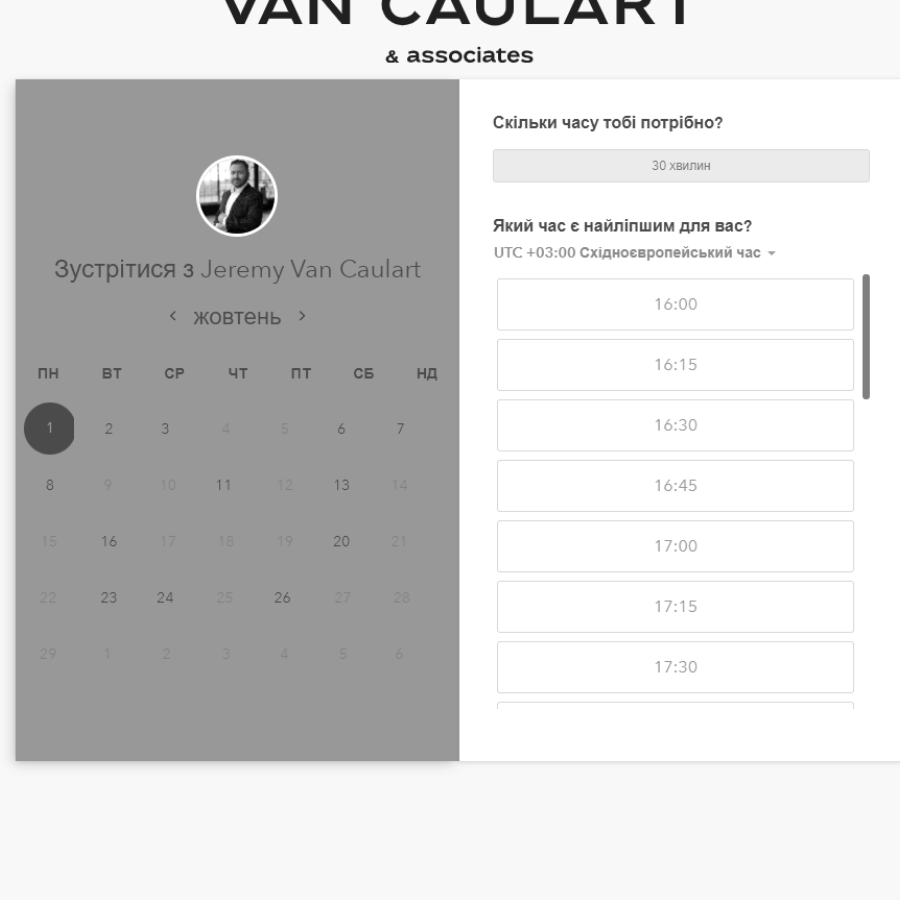 VAN CAULART
& associates
Зустрітися з Jeremy Van Caulart
жовтень
ПН ВТ СР ЧТ ПТ СБ НД
1 2 3 4 5 6 7
8 9 10 11 12 13 14
15 16 17 18 19 20 21
22 23 24 25 26 27 28
29 1 2 3 4 5 6
Скільки часу тобі потрібно?
30 хвилин
Який час є найліпшим для вас?
UTC +03:00 Східноєвропейський час
16:00
16:15
16:30
16:45
17:00
17:15
17:30